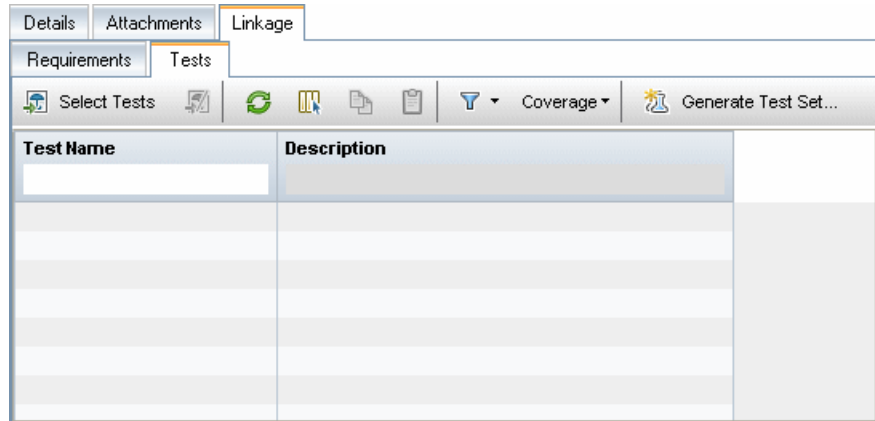 Details Attachments Linkage
Requirements Tests
Select Tests Coverage Generate Test Set...
Test Name Description